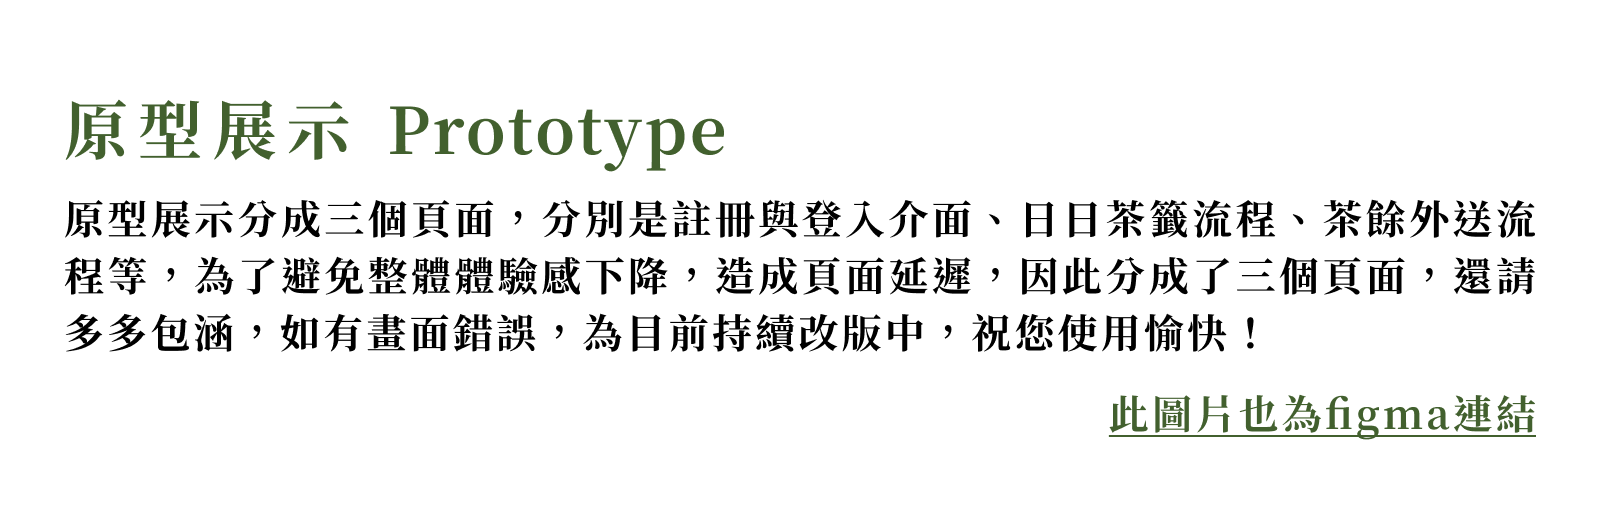 原型展示 Prototype
原型展示分成三個頁面，分別是註冊與登入介面、日日茶籤流程、茶餘外送流
程等，為了避免整體體驗感下降，造成頁面延遲，因此分成了三個頁面，還請
多多包涵，如有畫面錯誤，為目前持續改版中，祝您使用愉快！
此圖片也為figma連結